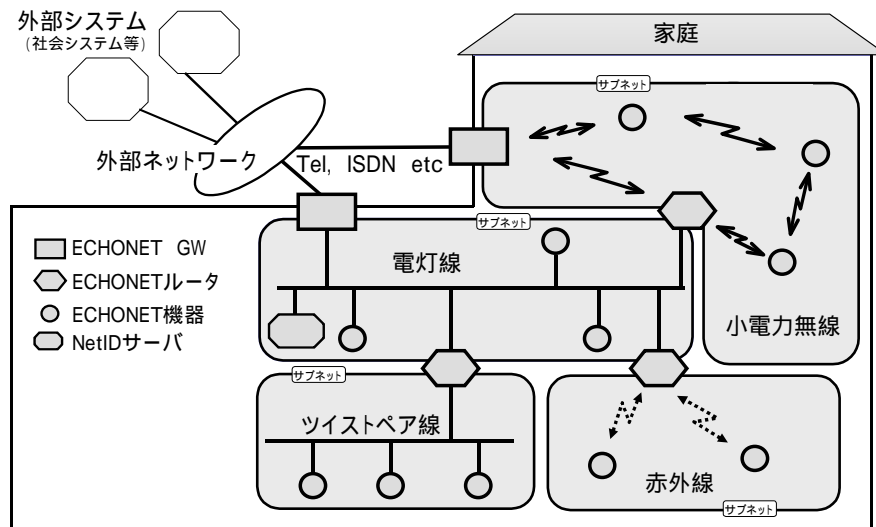 外部システム
(社会システム等)
家庭
サブネット
外部ネットワーク
Tel, ISDN etc
サブネット
ECHONET GW
ECHONETルータ
ECHONET機器
NetIDサーバ
電灯線
小電力無線
サブネット
ツイストペア線
赤外線
サブネット